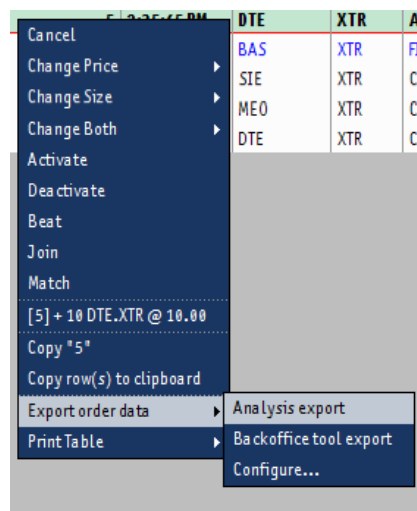 DTE XTR
Cancel
BAS XTR
Change Price
SIE XTR
Change Size
MEO XTR
Change Both
DTE XTR
Activate
Deactivate
Beat
Join
Match
[5] + 10 DTE.XTR @ 10.00
Copy "5"
Copy row(s) to clipboard
Export order data
Analysis export
Print Table
Backoffice tool export
Configure...